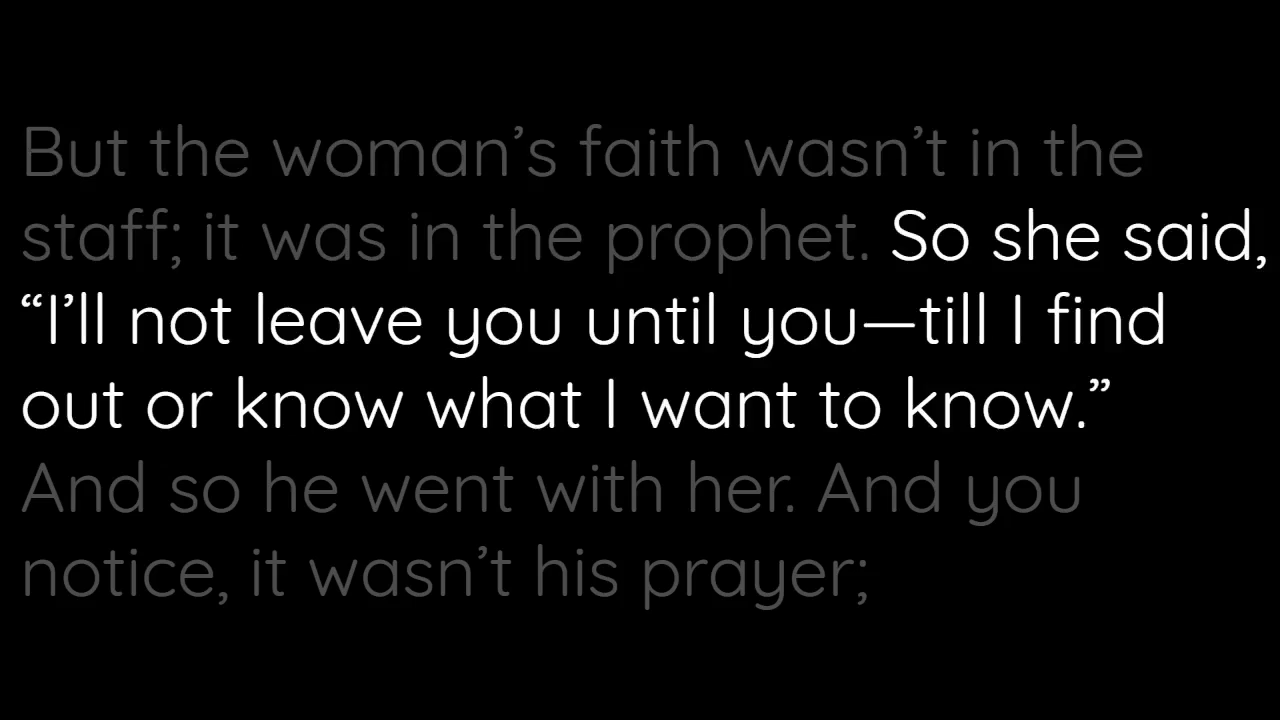 But the woman’s faith wasn’t in the
staff; it was in the prophet. So she said,
“I’ll not leave you until you—till I find
out or know what I want to know.”
And so he went with her. And you
notice, it wasn’t his prayer;